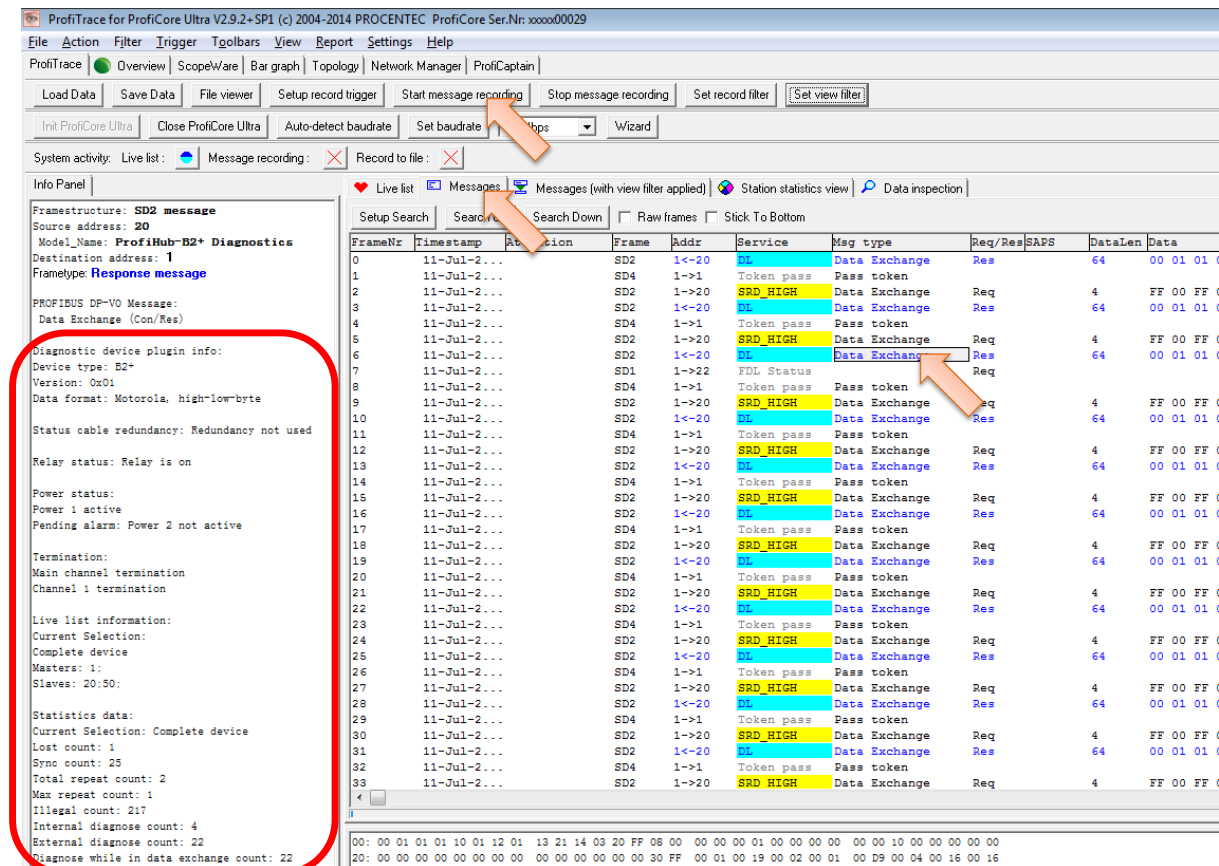 ProfiTrace for ProfiCore Ultra V2.9.2+SP1 (c) 2004-2014 PROCENTEC ProfiCore Ser.Nr: xxxxx00029
File Action Filter Trigger Toolbars View Report Settings Help
ProfiTrace Overview ScopeWare Bar graph Topology Network Manager ProfiCaptain
Load Data Save Data File viewer Setup record trigger Start message recording Stop message recording Set record filter Set view filter
Init ProfiCore Ultra Close ProfiCore Ultra Auto-detect baudrate Set baudrate Wizard
System activity: Live list : Message recording : Record to file :
Info Panel
Live list Messages Messages (with view filter applied) Station statistics view Data inspection
Setup Search Search Down Raw frames Stick To Bottom
Framestructure: SD2 message
Source address: 20
Model_Name: ProfiHub-B2+ Diagnostics
Destination address: 1
Frametype: Response message
PROFIBUS DP-V0 Message:
Data Exchange (Con/Res)
Diagnostic device plugin info:
Device type: B2+
Version: 0x01
Data format: Motorola, high-low-byte
Status cable redundancy: Redundancy not used
Relay status: Relay is on
Power status:
Power 1 active
Pending alarm: Power 2 not active
Termination:
Main channel termination
Channel 1 termination
Live list information:
Current Selection:
Complete device
Masters: 1;
Slaves: 20;50;
Statistics data:
Current Selection: Complete device
Lost count: 1
Sync count: 25
Total repeat count: 2
Max repeat count: 1
Illegal count: 217
Internal diagnose count: 4
External diagnose count: 22
Diagnose while in data exchange count: 22
FrameNr Timestamp Frame Addr Service Msg type Req/Res SAPS DataLen Data
0 11-Jul-2... SD2 1<-20 DL Data Exchange Res 64 00 01 01 0
1 11-Jul-2... SD4 1->1 Token pass Pass token
2 11-Jul-2... SD2 1->20 SRD_HIGH Data Exchange Req 4 FF 00 FF 0
3 11-Jul-2... SD2 1<-20 DL Data Exchange Res 64 00 01 01 0
4 11-Jul-2... SD4 1->1 Token pass Pass token
5 11-Jul-2... SD2 1->20 SRD_HIGH Data Exchange Req 4 FF 00 FF 0
6 11-Jul-2... SD2 1<-20 DL Data Exchange Res 64 00 01 01 0
7 11-Jul-2... SD1 1->22 FDL Status Req
8 11-Jul-2... SD4 1->1 Token pass Pass token
9 11-Jul-2... SD2 1->20 SRD_HIGH Data Exchange Req 4 FF 00 FF 0
10 11-Jul-2... SD2 1<-20 DL Data Exchange Res 64 00 01 01 0
11 11-Jul-2... SD4 1->1 Token pass Pass token
12 11-Jul-2... SD2 1->20 SRD_HIGH Data Exchange Req 4 FF 00 FF 0
13 11-Jul-2... SD2 1<-20 DL Data Exchange Res 64 00 01 01 0
14 11-Jul-2... SD4 1->1 Token pass Pass token
15 11-Jul-2... SD2 1->20 SRD_HIGH Data Exchange Req 4 FF 00 FF 0
16 11-Jul-2... SD2 1<-20 DL Data Exchange Res 64 00 01 01 0
17 11-Jul-2... SD4 1->1 Token pass Pass token
18 11-Jul-2... SD2 1->20 SRD_HIGH Data Exchange Req 4 FF 00 FF 0
19 11-Jul-2... SD2 1<-20 DL Data Exchange Res 64 00 01 01 0
20 11-Jul-2... SD4 1->1 Token pass Pass token
21 11-Jul-2... SD2 1->20 SRD_HIGH Data Exchange Req 4 FF 00 FF 0
22 11-Jul-2... SD2 1<-20 DL Data Exchange Res 64 00 01 01 0
23 11-Jul-2... SD4 1->1 Token pass Pass token
24 11-Jul-2... SD2 1->20 SRD_HIGH Data Exchange Req 4 FF 00 FF 0
25 11-Jul-2... SD2 1<-20 DL Data Exchange Res 64 00 01 01 0
26 11-Jul-2... SD4 1->1 Token pass Pass token
27 11-Jul-2... SD2 1->20 SRD_HIGH Data Exchange Req 4 FF 00 FF 0
28 11-Jul-2... SD2 1<-20 DL Data Exchange Res 64 00 01 01 0
29 11-Jul-2... SD4 1->1 Token pass Pass token
30 11-Jul-2... SD2 1->20 SRD_HIGH Data Exchange Req 4 FF 00 FF 0
31 11-Jul-2... SD2 1<-20 DL Data Exchange Res 64 00 01 01 0
32 11-Jul-2... SD4 1->1 Token pass Pass token
33 11-Jul-2... SD2 1->20 SRD_HIGH Data Exchange Req 4 FF 00 FF 0
00: 00 01 01 01 10 01 12 01 13 21 14 03 20 FF 08 00 00 00 00 01 00 00 00 00 00 00 10 00 00 00 00 00
20: 00 00 00 00 00 00 00 00 00 00 00 00 00 00 30 FF 00 01 00 19 00 02 00 01 00 D9 00 04 00 16 00 16